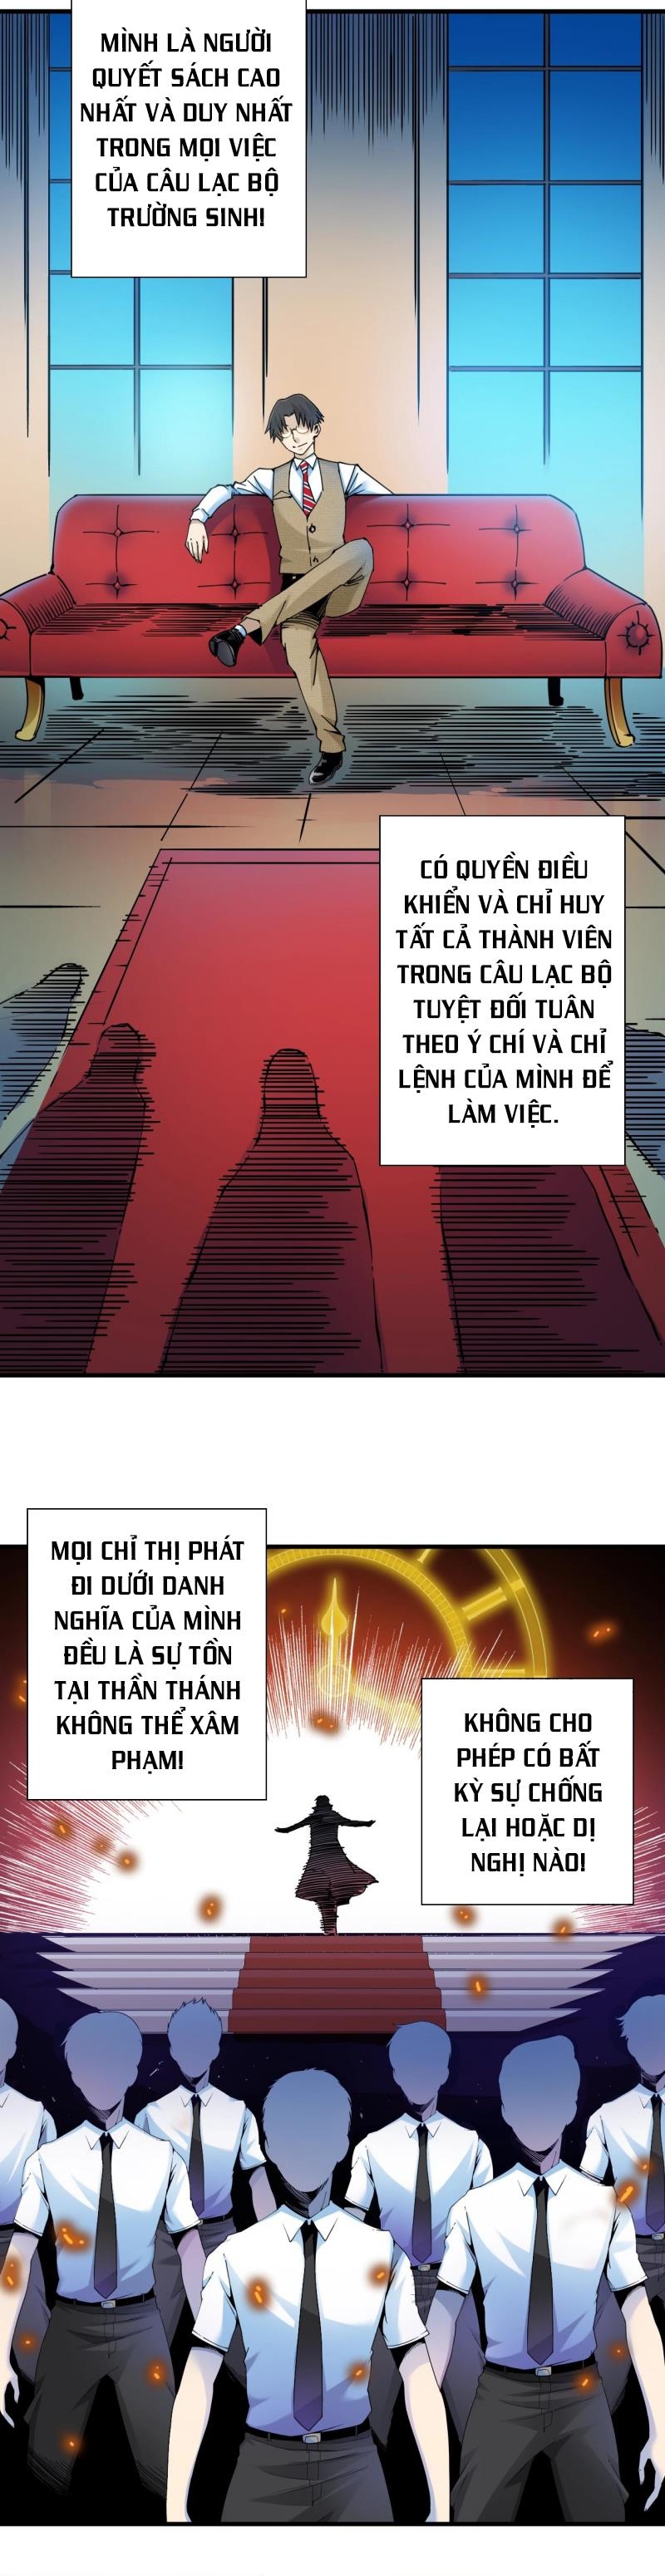 MÌNH LÀ NGƯỜI
QUYẾT SÁCH CAO
NHẤT VÀ DUY NHẤT
TRONG MỌI VIỆC
CỦA CÂU LẠC BỘ
TRƯỜNG SINH!
CÓ QUYỀN ĐIỀU
KHIỂN VÀ CHỈ HUY
TẤT CẢ THÀNH VIÊN
TRONG CÂU LẠC BỘ
TUYỆT ĐỐI TUÂN
THEO Ý CHÍ VÀ CHỈ
LỆNH CỦA MÌNH ĐỂ
LÀM VIỆC.
MỌI CHỈ THỊ PHÁT
ĐI DƯỚI DANH
NGHĨA CỦA MÌNH
ĐỀU LÀ SỰ TỒN
TẠI THẦN THÁNH
KHÔNG THỂ XÂM
PHẠM!
KHÔNG CHO
PHÉP CÓ BẤT
KỲ SỰ CHỐNG
LẠI HOẶC DỊ
NGHỊ NÀO!